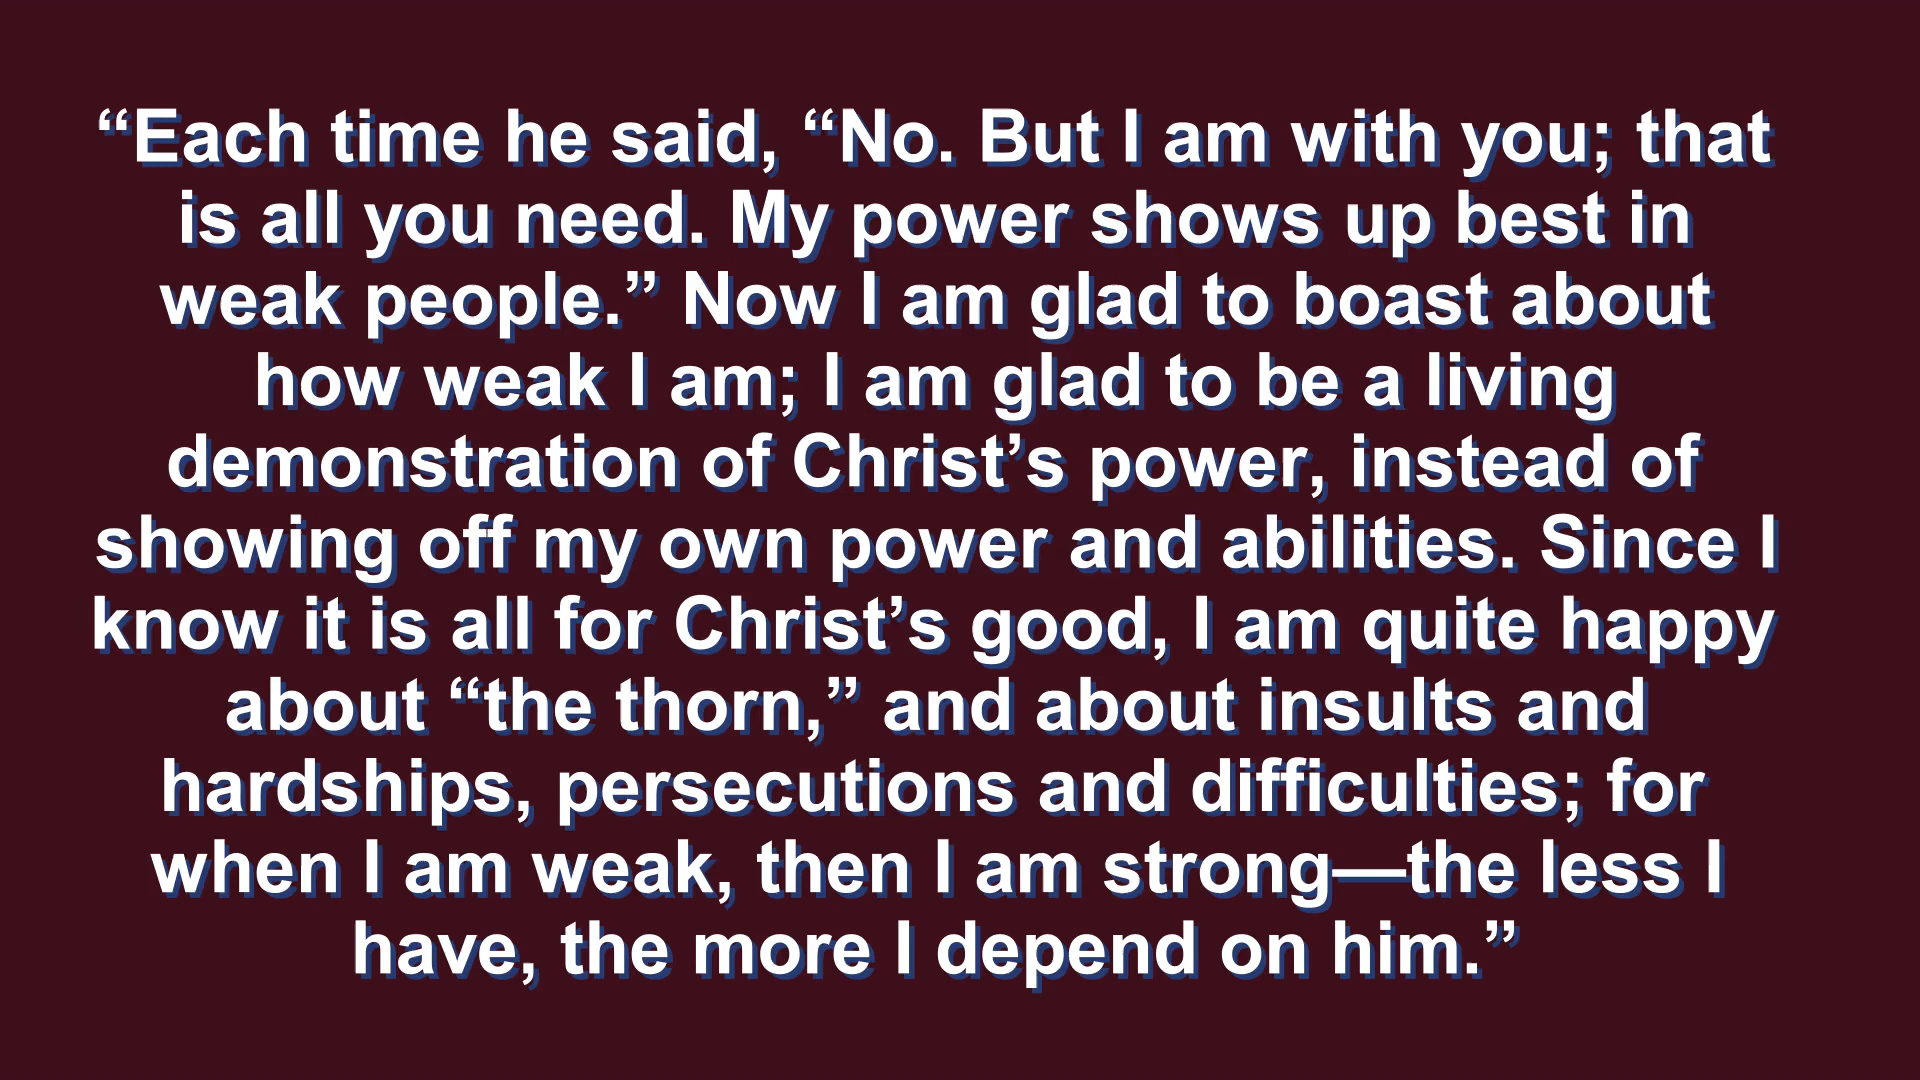 “Each time he said, “No. But I am with you; that
is all you need. My power shows up best in
weak people.” Now I am glad to boast about
how weak I am; I am glad to be a living
demonstration of Christ’s power, instead of
showing off my own power and abilities. Since I
know it is all for Christ’s good, I am quite happy
about “the thorn,” and about insults and
hardships, persecutions and difficulties; for
when I am weak, then I am strong—the less I
have, the more I depend on him.”